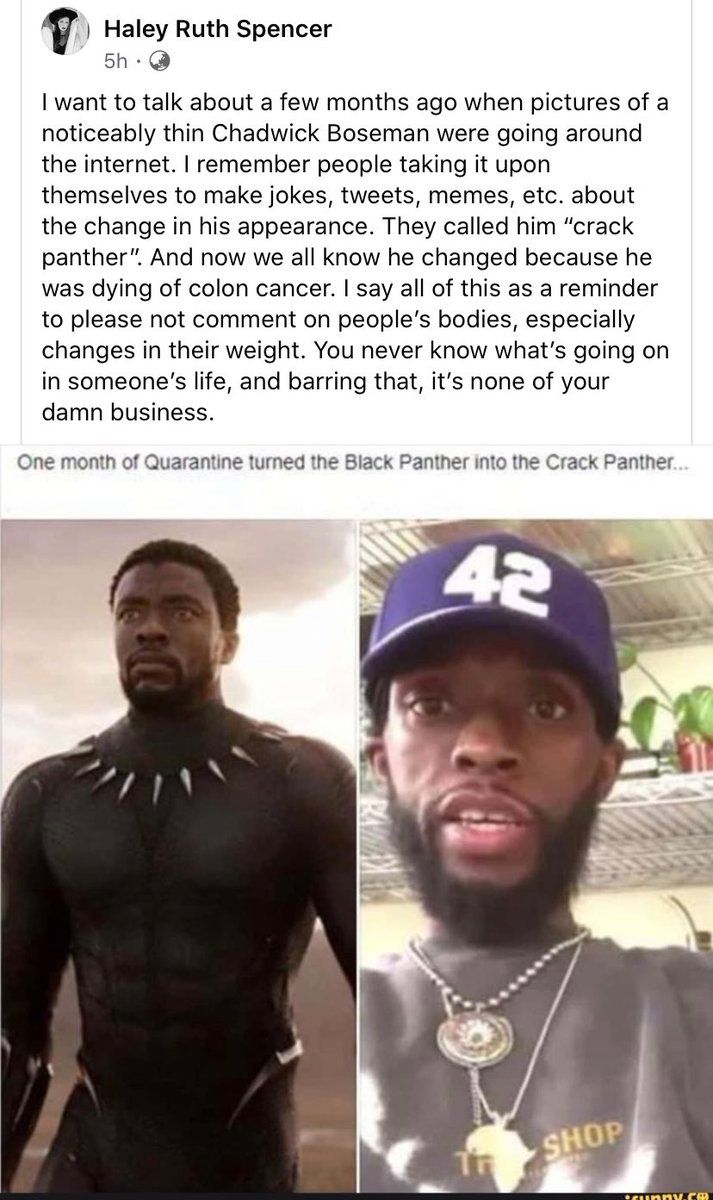 Haley Ruth Spencer
5h ·
I want to talk about a few months ago when pictures of a
noticeably thin Chadwick Boseman were going around
the internet. I remember people taking it upon
themselves to make jokes, tweets, memes, etc. about
the change in his appearance. They called him “crack
panther”. And now we all know he changed because he
was dying of colon cancer. I say all of this as a reminder
to please not comment on people’s bodies, especially
changes in their weight. You never know what’s going on
in someone’s life, and barring that, it’s none of your
damn business.
One month of Quarantine turned the Black Panther into the Crack Panther...
42
SHOP